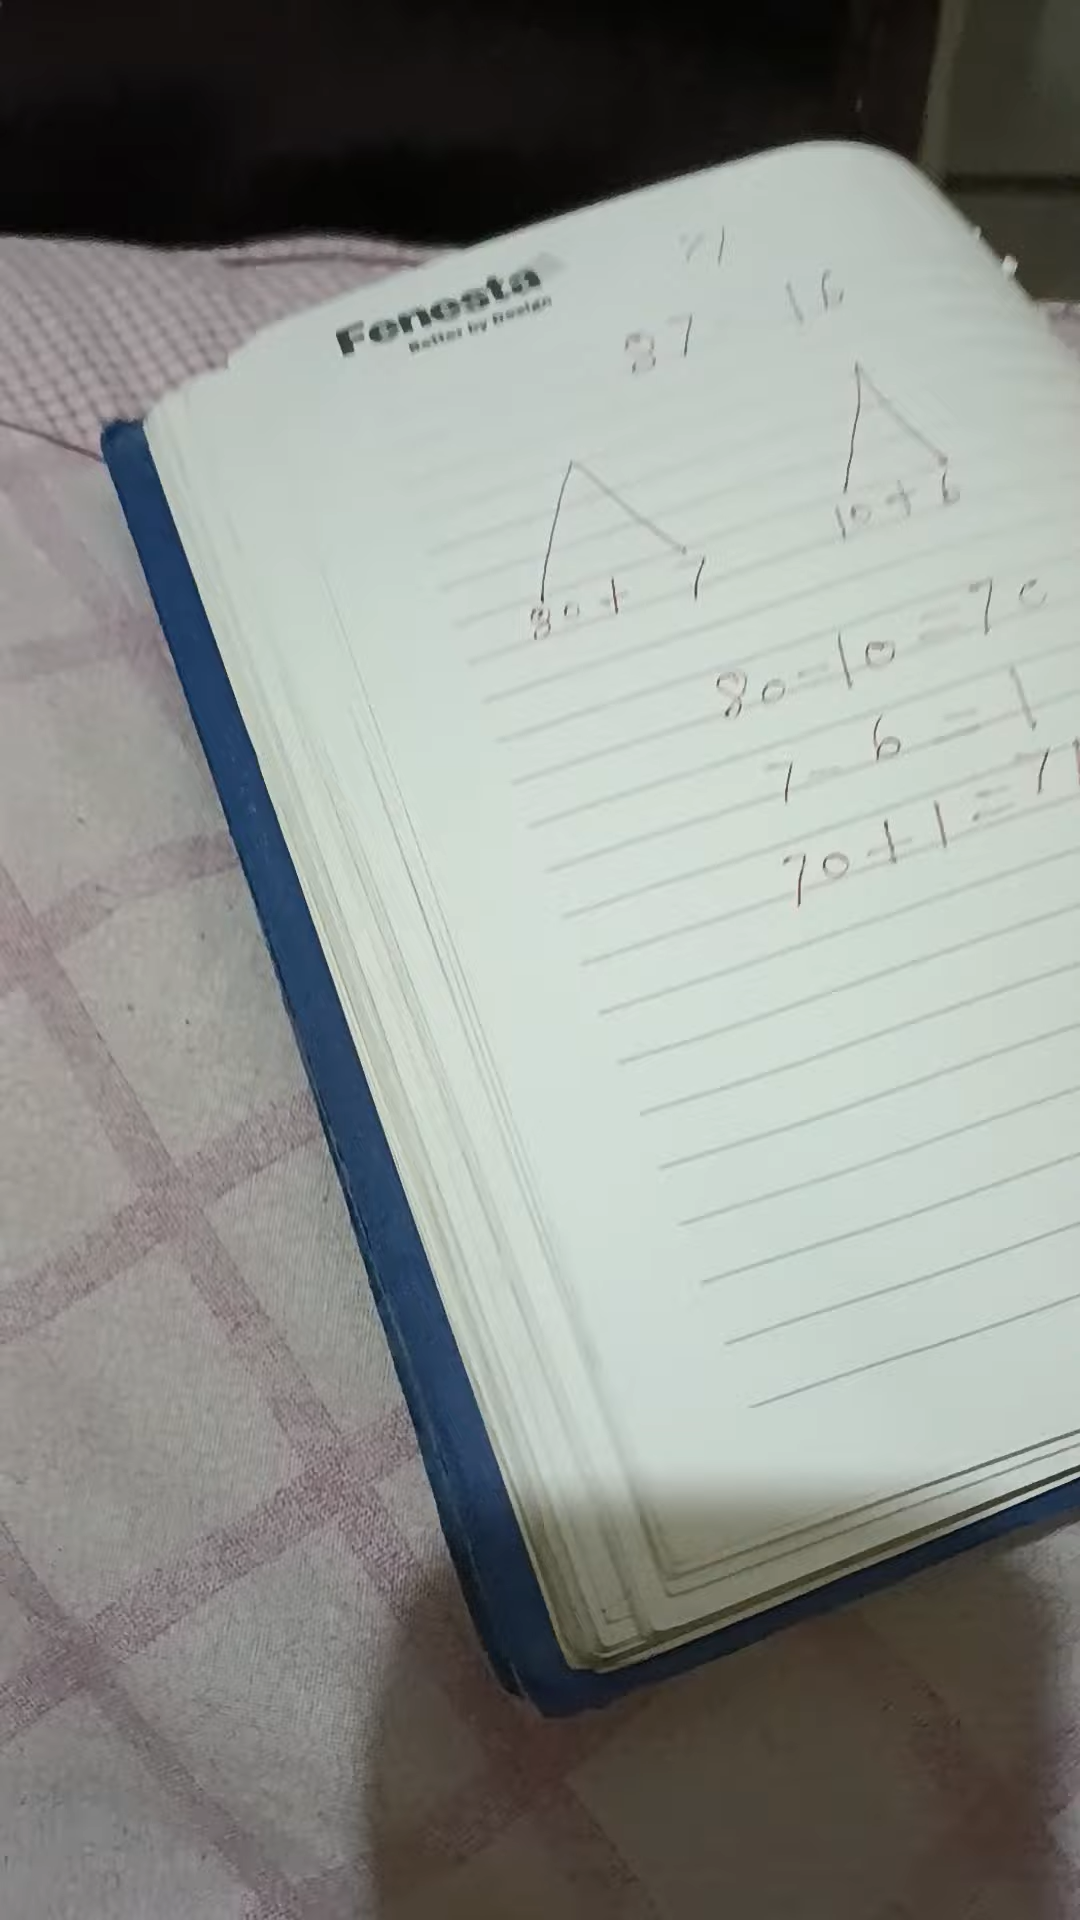 Fenesta
Better by Design
71
87 - 16
80 + 7
10 + 6
80-10=70
7-6=1
70+1=71